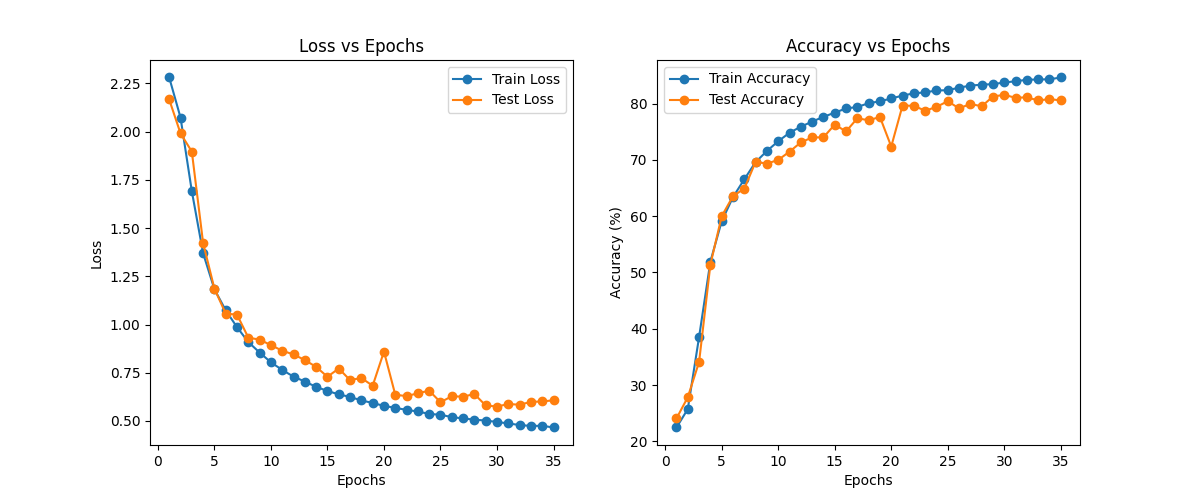 Loss vs Epochs
Train Loss
Test Loss
2.25
2.00
1.75
1.50
1.25
1.00
0.75
0.50
Loss
0 5 10 15 20 25 30 35
Epochs
Accuracy vs Epochs
Train Accuracy
Test Accuracy
80
70
60
50
40
30
20
Accuracy (%)
0 5 10 15 20 25 30 35
Epochs